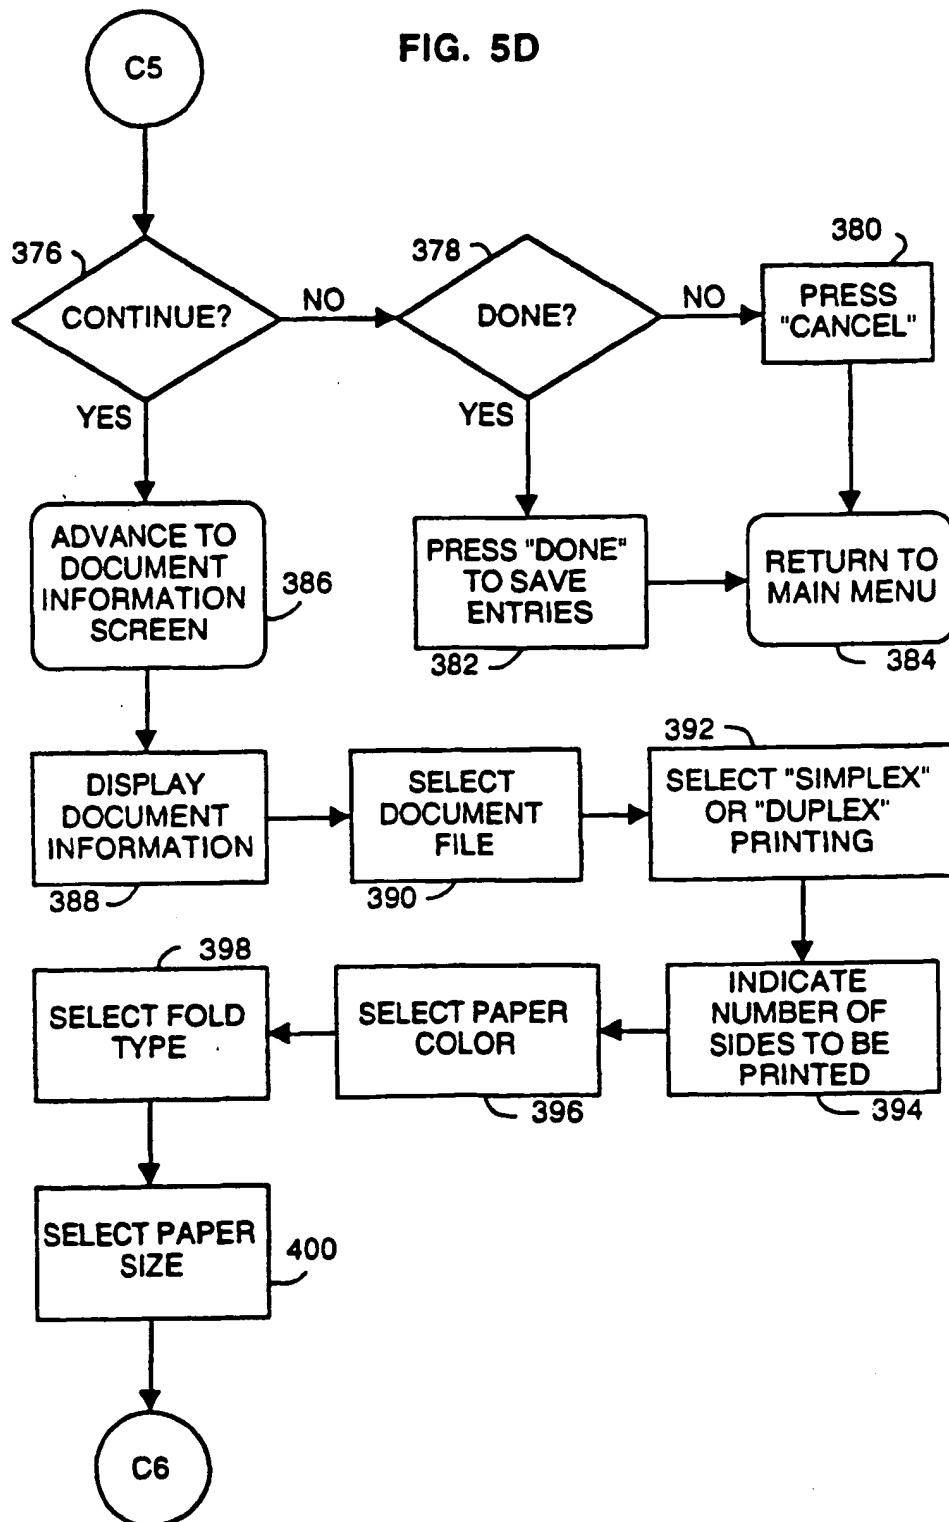 FIG. 5D
C5
376
CONTINUE?
NO
378
DONE?
NO
380
PRESS
"CANCEL"
YES
YES
ADVANCE TO
DOCUMENT
INFORMATION
SCREEN
386
PRESS "DONE"
TO SAVE
ENTRIES
382
RETURN TO
MAIN MENU
384
DISPLAY
DOCUMENT
INFORMATION
388
SELECT
DOCUMENT
FILE
390
392
SELECT "SIMPLEX"
OR "DUPLEX"
PRINTING
INDICATE
NUMBER OF
SIDES TO BE
PRINTED
394
SELECT PAPER
COLOR
396
398
SELECT FOLD
TYPE
SELECT PAPER
SIZE
400
C6